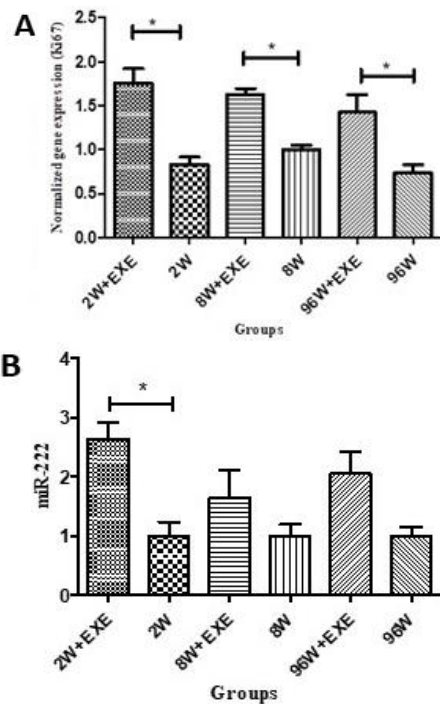 A
Normalized gene expression (ki67)
2.5
2.0
1.5
1.0
0.5
0.0
*
*
*
2W+EXE
2W
8W+EXE
8W
96W+EXE
96W
Groups
B
miR-222
4
3
2
1
0
*
2W+EXE
2W
8W+EXE
8W
96W+EXE
96W
Groups